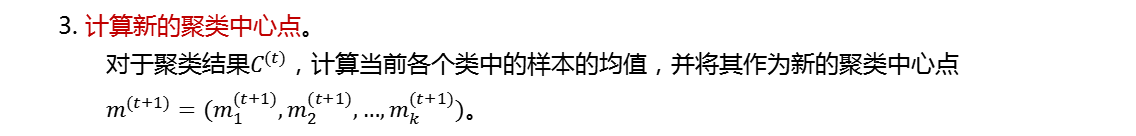 3. 计算新的聚类中心点。
对于聚类结果𝐶⁽ᵗ⁾，计算当前各个类中的样本的均值，并将其作为新的聚类中心点
$m^{(t+1)} = (m_1^{(t+1)}, m_2^{(t+1)}, \ldots, m_k^{(t+1)})$。